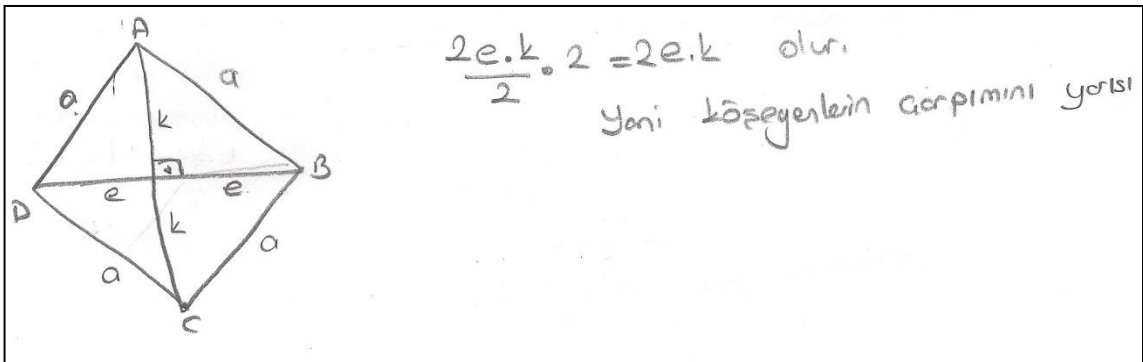 A
a
a
k
B
e
e
D
k
a
a
C
2e.k/2 . 2 = 2e.k olur.
Yani köşegenlerin çarpımını yarısı